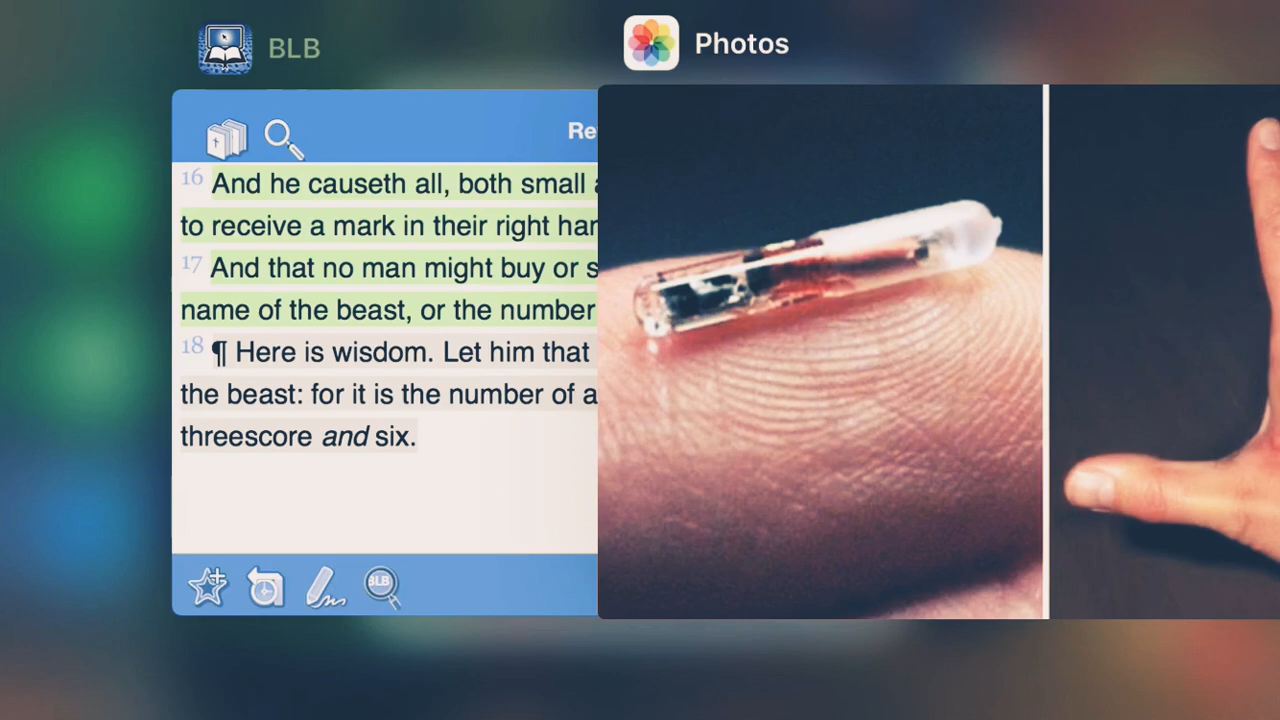 BLB
Photos
Re
16 And he causeth all, both small a
to receive a mark in their right har
17 And that no man might buy or s
name of the beast, or the number
18 ¶ Here is wisdom. Let him that
the beast: for it is the number of a
threescore and six.
BLB